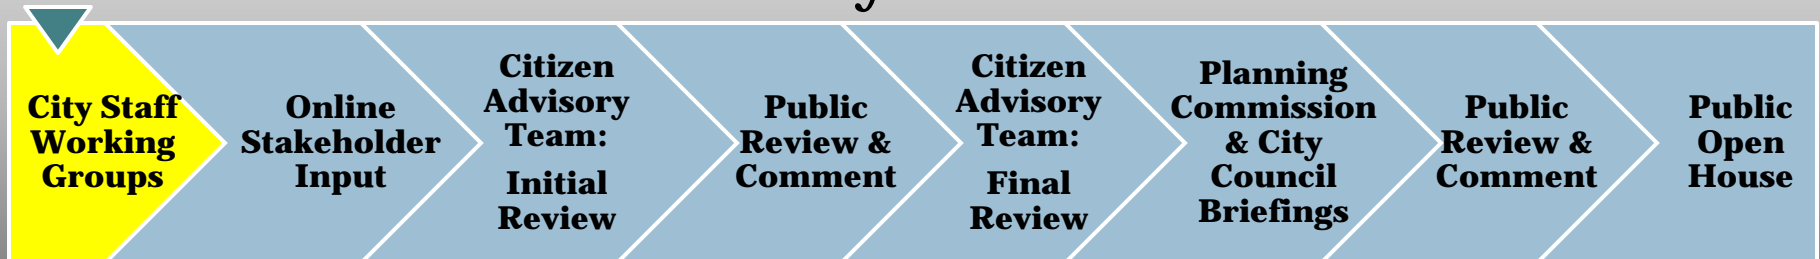 City Staff
Working
Groups
Online
Stakeholder
Input
Citizen
Advisory
Team:
Initial
Review
Public
Review &
Comment
Citizen
Advisory
Team:
Final
Review
Planning
Commission
& City
Council
Briefings
Public
Review &
Comment
Public
Open
House